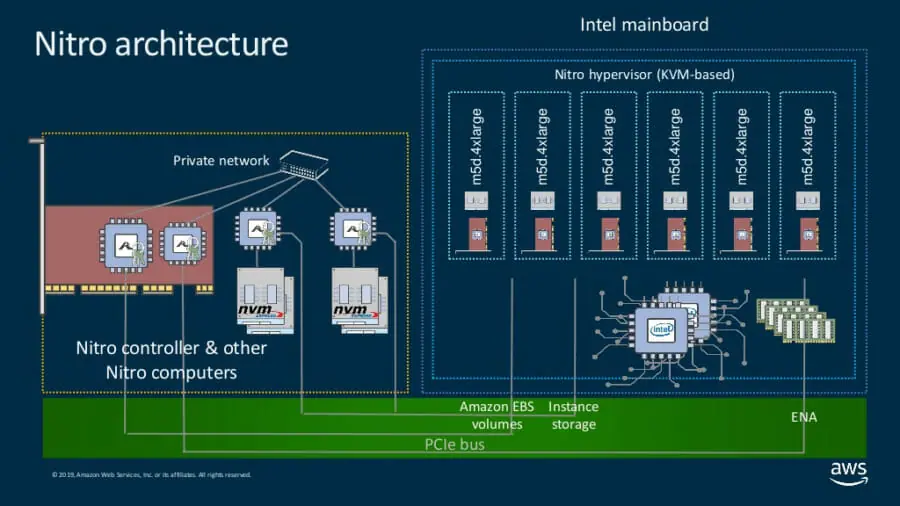 Nitro architecture
Intel mainboard
Nitro hypervisor (KVM-based)
m5d.4xlarge
m5d.4xlarge
m5d.4xlarge
m5d.4xlarge
m5d.4xlarge
m5d.4xlarge
Private network
nvm
EXPRESS
nvm
EXPRESS
intel
Nitro controller & other
Nitro computers
Amazon EBS
volumes
Instance
storage
ENA
PCIe bus
© 2019, Amazon Web Services, Inc. or its affiliates. All rights reserved.
aws